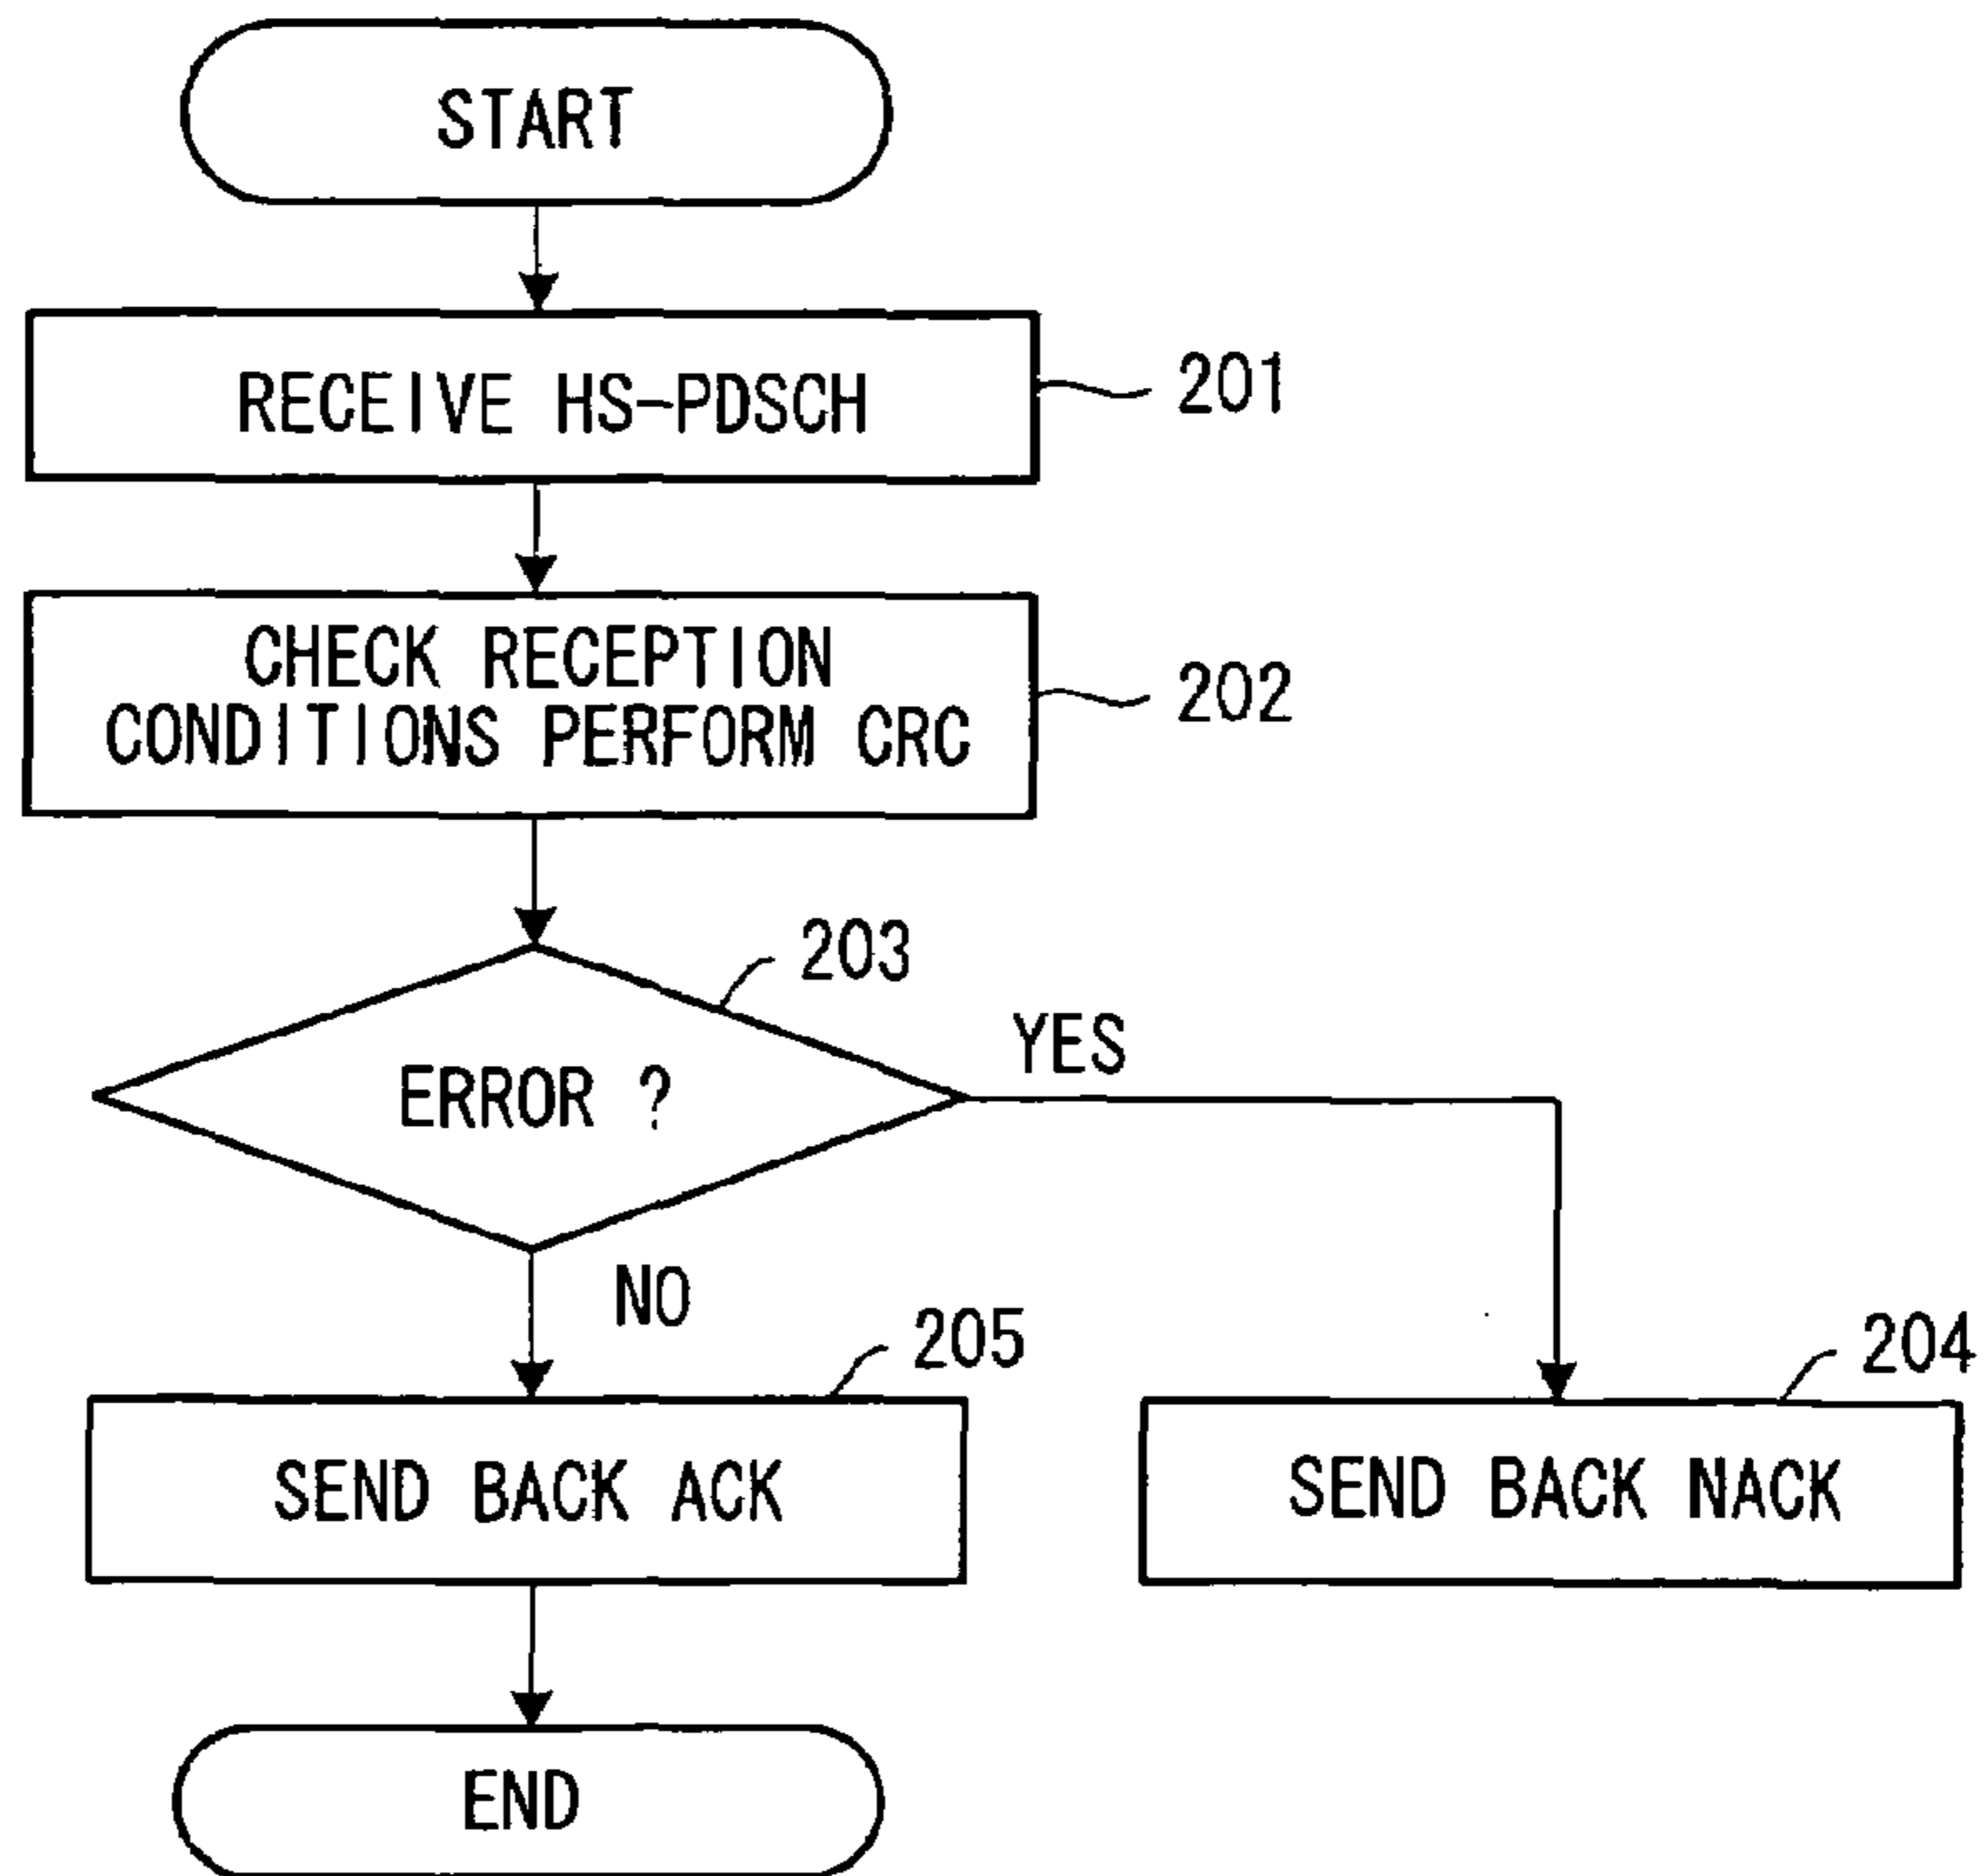 START
RECEIVE HS-PDSCH
201
CHECK RECEPTION
CONDITIONS PERFORM CRC
202
203
ERROR ?
YES
NO
205
204
SEND BACK ACK
SEND BACK NACK
END